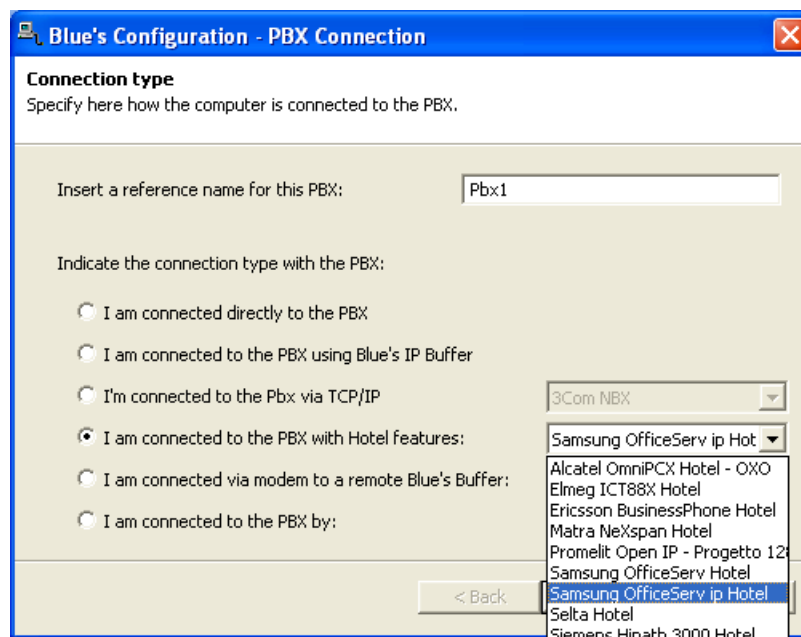 Blue's Configuration - PBX Connection
Connection type
Specify here how the computer is connected to the PBX.
Insert a reference name for this PBX:
Pbx1
Indicate the connection type with the PBX:
I am connected directly to the PBX
I am connected to the PBX using Blue's IP Buffer
I'm connected to the Pbx via TCP/IP
3Com NBX
I am connected to the PBX with Hotel features:
Samsung OfficeServ ip Hot
Alcatel OmniPCX Hotel - OXO
Elmeg ICT88X Hotel
I am connected via modem to a remote Blue's Buffer:
Ericsson BusinessPhone Hotel
Matra NeXspan Hotel
I am connected to the PBX by:
Promelit Open IP - Progetto 128
Samsung OfficeServ Hotel
Samsung OfficeServ ip Hotel
< Back
Selta Hotel
Siemens Hipath 3000 Hotel